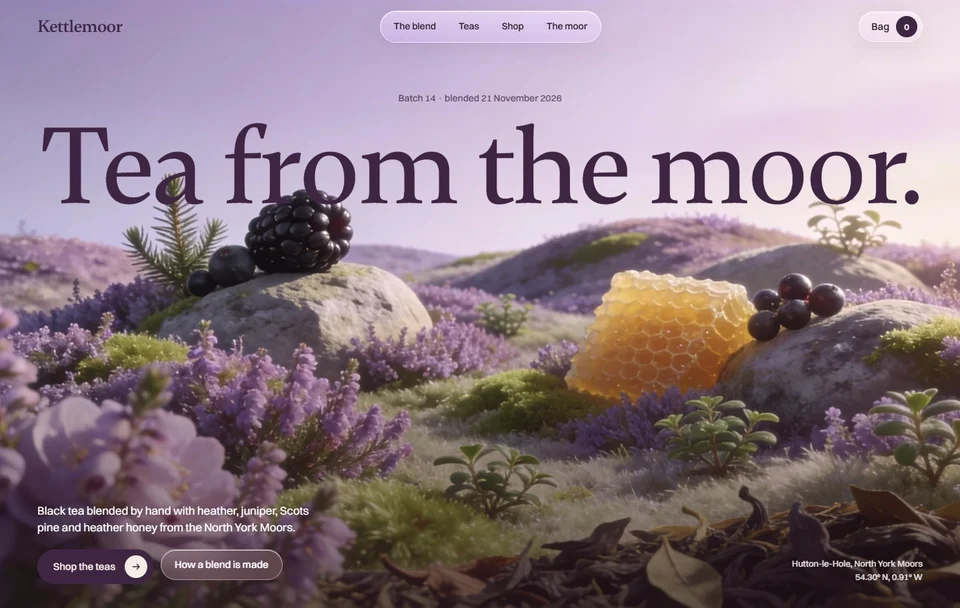 Kettlemoor
The blend
Teas
Shop
The moor
Bag
0
Batch 14 · blended 21 November 2026
Tea from the moor.
Black tea blended by hand with heather, juniper, Scots
pine and heather honey from the North York Moors.
Shop the teas
How a blend is made
Hutton-le-Hole, North York Moors
54.30° N, 0.91° W